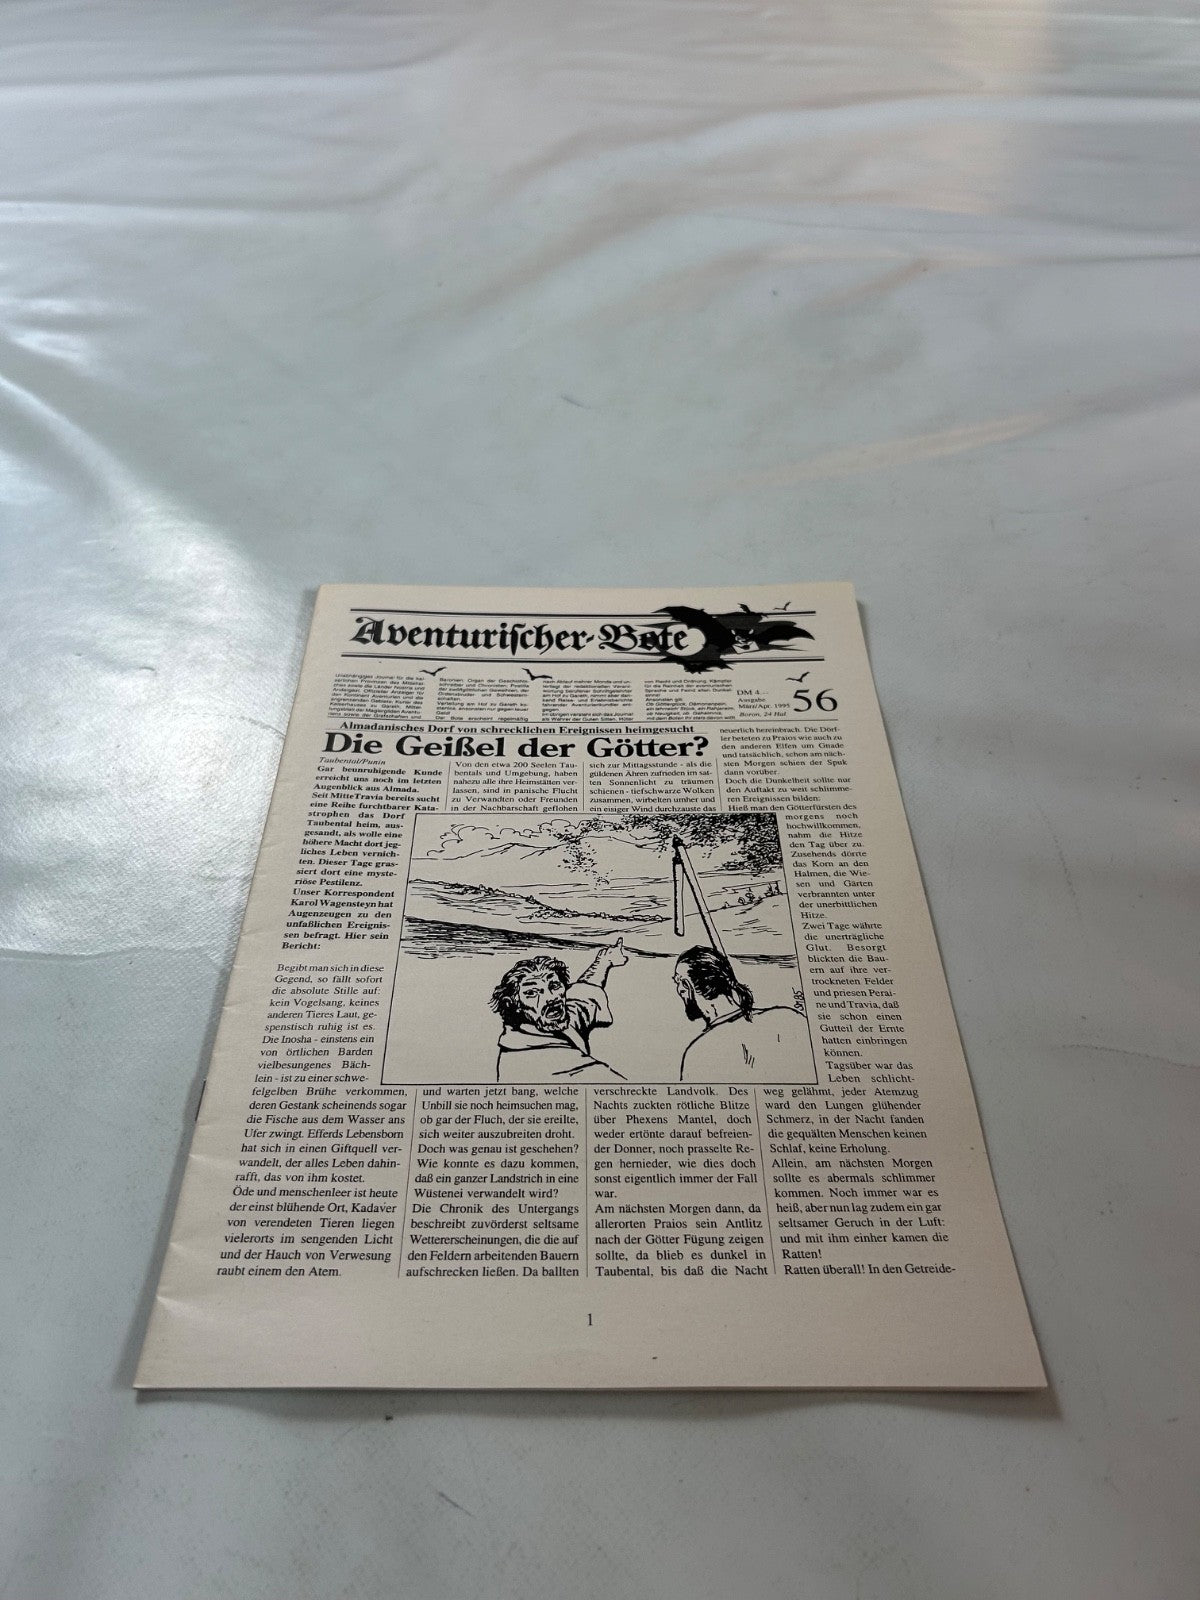 Aventurischer-Bote
DM 4.--
Ausgabe
März/Apr. 1995
Boron, 24 Hal
56
Almadanisches Dorf von schrecklichen Ereignissen heimgesucht
Die Geißel der Götter?
Taubental/Punin
Gar beunruhigende Kunde
erreicht uns noch im letzten
Augenblick aus Almada.
Seit Mitte Travia bereits sucht
eine Reihe furchtbarer Kata-
strophen das Dorf
Taubental heim, aus-
gesandt, als wolle eine
höhere Macht dort jeg-
liches Leben vernich-
ten. Dieser Tage gras-
siert dort eine myste-
riöse Pestilenz.
Unser Korrespondent
Karol Wagensteyn hat
Augenzeugen zu den
unfaßlichen Ereignis-
sen befragt. Hier sein
Bericht:
Begibt man sich in diese
Gegend, so fällt sofort
die absolute Stille auf:
kein Vogelsang, keines
anderen Tieres Laut, ge-
spenstisch ruhig ist es.
Die Inosha - einstens ein
von örtlichen Barden
vielbesungenes Bäch-
lein - ist zu einer schwe-
felgelben Brühe verkommen,
deren Gestank scheinends sogar
die Fische aus dem Wasser ans
Ufer zwingt. Efferds Lebensborn
hat sich in einen Giftquell ver-
wandelt, der alles Leben dahin-
rafft, das von ihm kostet.
Öde und menschenleer ist heute
der einst blühende Ort, Kadaver
von verendeten Tieren liegen
vielerorts im sengenden Licht
und der Hauch von Verwesung
raubt einem den Atem.
Von den etwa 200 Seelen Tau-
bentals und Umgebung, haben
nahezu alle ihre Heimstätten ver-
lassen, sind in panische Flucht
zu Verwandten oder Freunden
in der Nachbarschaft geflohen
und warten jetzt bang, welche
Unbill sie noch heimsuchen mag,
ob gar der Fluch, der sie ereilte,
sich weiter auszubreiten droht.
Doch was genau ist geschehen?
Wie konnte es dazu kommen,
daß ein ganzer Landstrich in eine
Wüstenei verwandelt wird?
Die Chronik des Untergangs
beschreibt zuvörderst seltsame
Wettererscheinungen, die die auf
den Feldern arbeitenden Bauern
aufschrecken ließen. Da ballten
sich zur Mittagsstunde - als die
güldenen Ähren zufrieden im sat-
ten Sonnenlicht zu träumen
schienen - tiefschwarze Wolken
zusammen, wirbelten umher und
ein eisiger Wind durchzauste das
verschreckte Landvolk. Des
Nachts zuckten rötliche Blitze
über Phexens Mantel, doch
weder ertönte darauf befreien-
der Donner, noch prasselte Re-
gen hernieder, wie dies doch
sonst eigentlich immer der Fall
war.
Am nächsten Morgen dann, da
allerorten Praios sein Antlitz
nach der Götter Fügung zeigen
sollte, da blieb es dunkel in
Taubental, bis daß die Nacht
neuerlich hereinbrach. Die Dörf-
ler beteten zu Praios wie auch zu
den anderen Elfen um Gnade
und tatsächlich, schon am näch-
sten Morgen schien der Spuk
dann vorüber.
Doch die Dunkelheit sollte nur
den Auftakt zu weit schlimme-
ren Ereignissen bilden:
Hieß man den Götterfürsten des
morgens noch
hochwillkommen,
nahm die Hitze
den Tag über zu.
Zusehends dörrte
das Korn an den
Halmen, die Wie-
sen und Gärten
verbrannten unter
der unerbittlichen
Hitze.
Zwei Tage währte
die unerträgliche
Glut. Besorgt
blickten die Bau-
ern auf ihre ver-
trockneten Felder
und priesen Perai-
ne und Travia, daß
sie schon einen
Gutteil der Ernte
hatten einbringen
können.
Tagsüber war das
Leben schlicht-
weg gelähmt, jeder Atemzug
ward den Lungen glühender
Schmerz, in der Nacht fanden
die gequälten Menschen keinen
Schlaf, keine Erholung.
Allein, am nächsten Morgen
sollte es abermals schlimmer
kommen. Noch immer war es
heiß, aber nun lag zudem ein gar
seltsamer Geruch in der Luft:
und mit ihm einher kamen die
Ratten!
Ratten überall! In den Getreide-
1